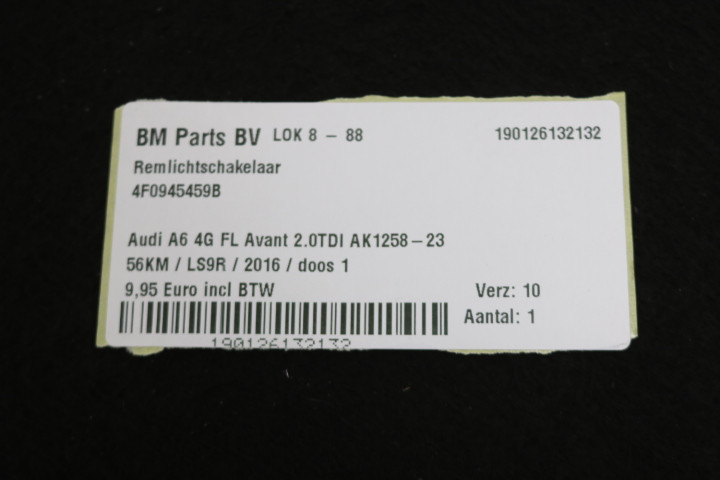 BM Parts BV LOK 8 - 88 190126132132
Remlichtschakelaar
4F0945459B
Audi A6 4G FL Avant 2.0TDI AK1258-23
56KM / LS9R / 2016 / doos 1
9,95 Euro incl BTW Verz: 10
Aantal: 1
190126132132